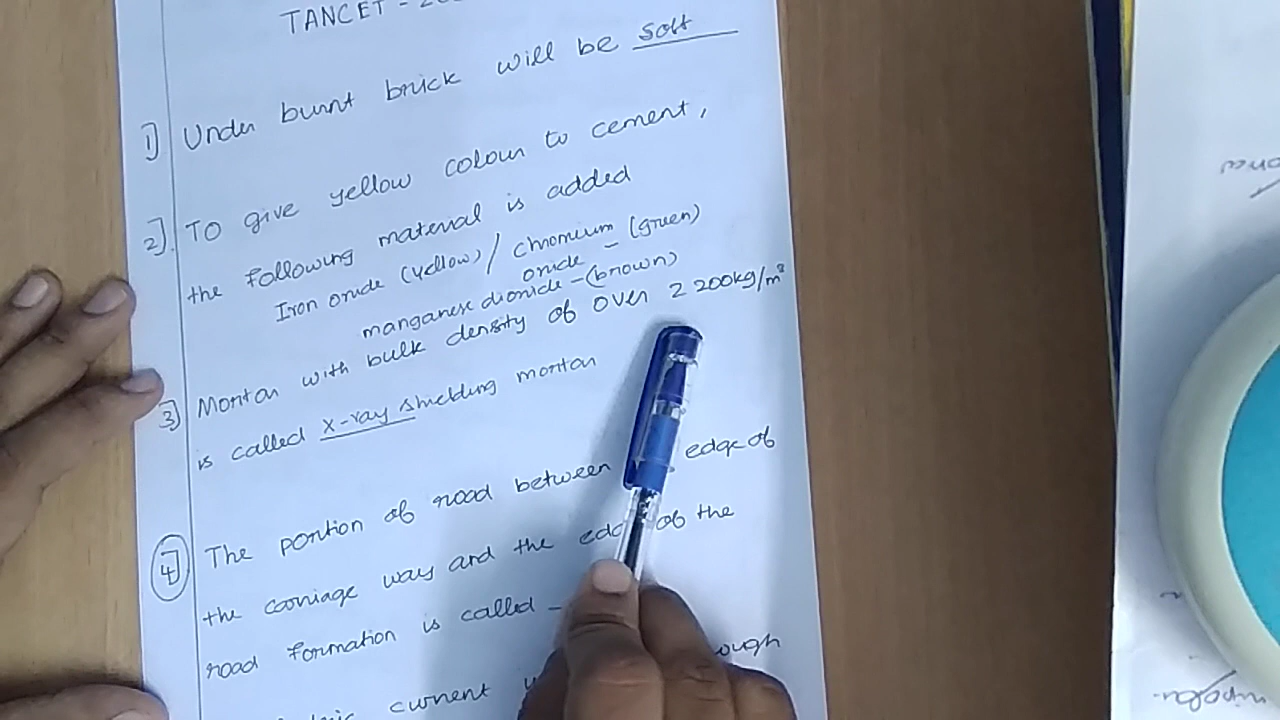 TANCET - 2
1] Under burnt brick will be soft
2]. To give yellow colour to cement,
the following material is added
Iron oxide (yellow) / chromium - (green)
oxide
manganese dioxide - (brown)
3] Mortar with bulk density of over 2200kg/m³
is called x-ray shielding mortar
4] The portion of road between edge of
the carriage way and the edge of the
road formation is called -
current